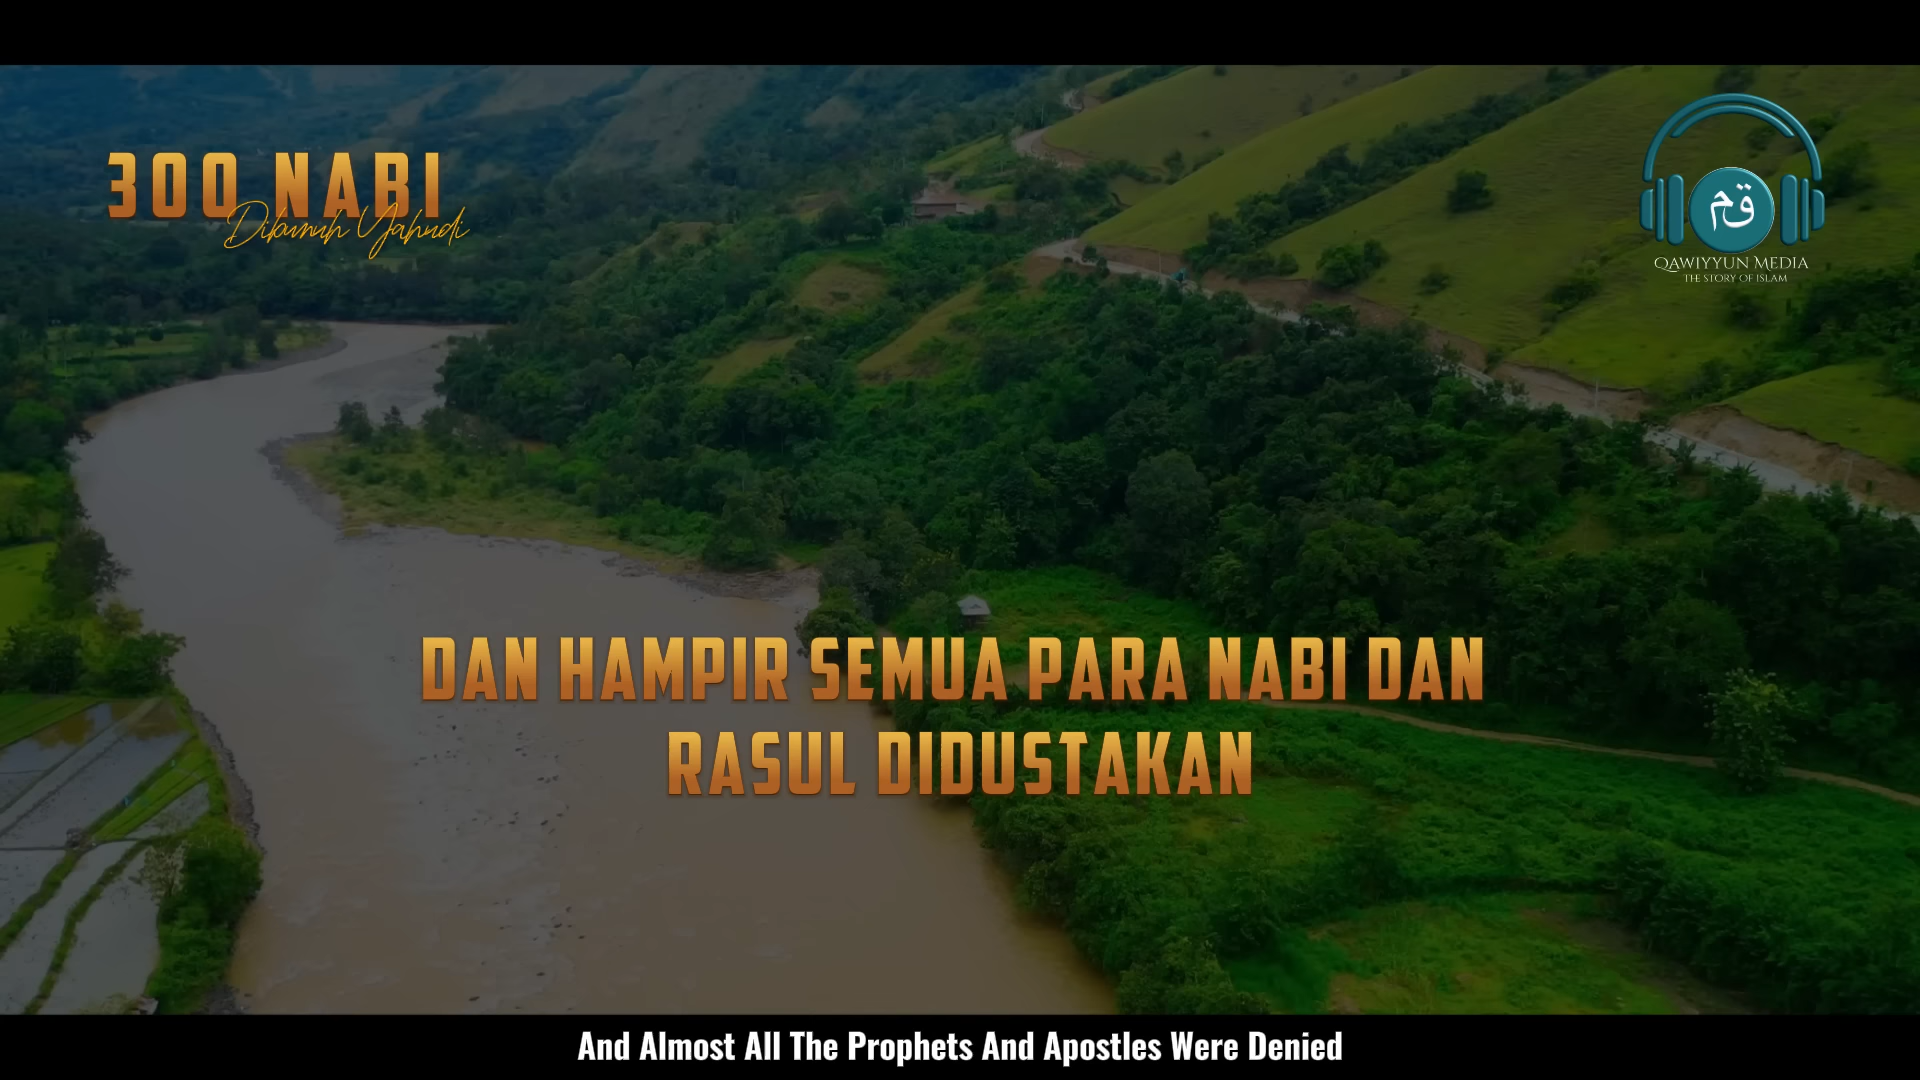 300 NABI
Dibunuh Yahudi
قم
QAWIYYUN MEDIA
THE STORY OF ISLAM
DAN HAMPIR SEMUA PARA NABI DAN
RASUL DIDUSTAKAN
And Almost All The Prophets And Apostles Were Denied